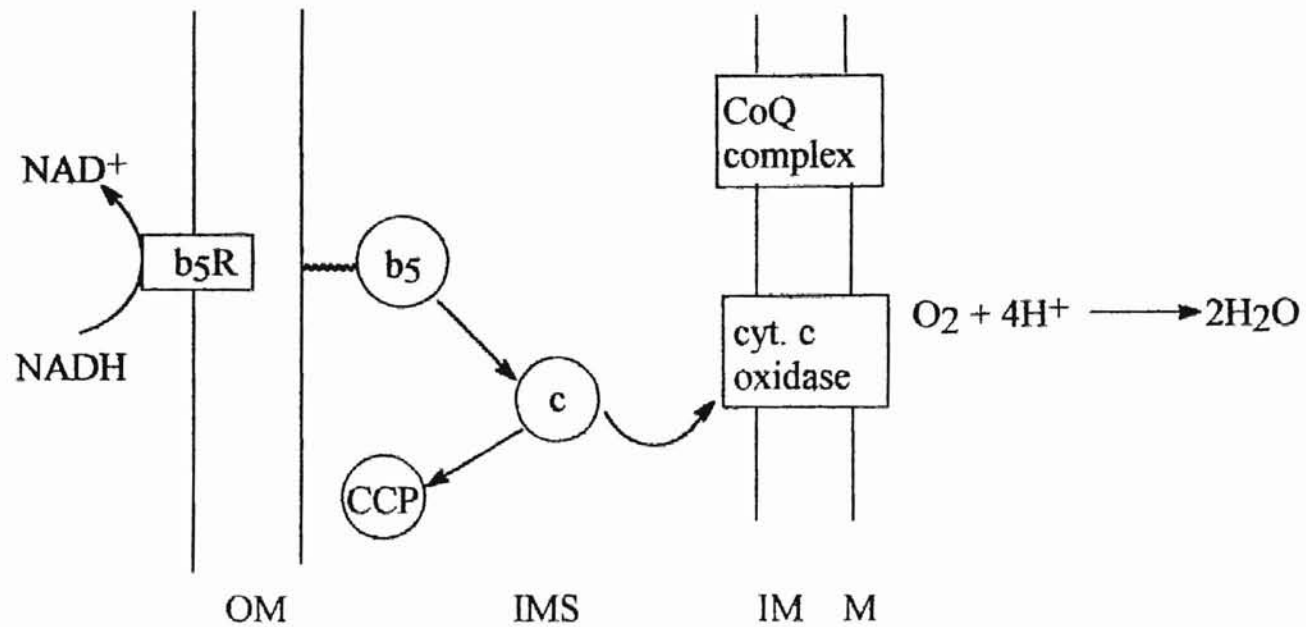 CoQ
complex
NAD⁺
b₅R
b₅
NADH
cyt. c
oxidase
O₂ + 4H⁺ → 2H₂O
c
CCP
OM
IMS
IM
M